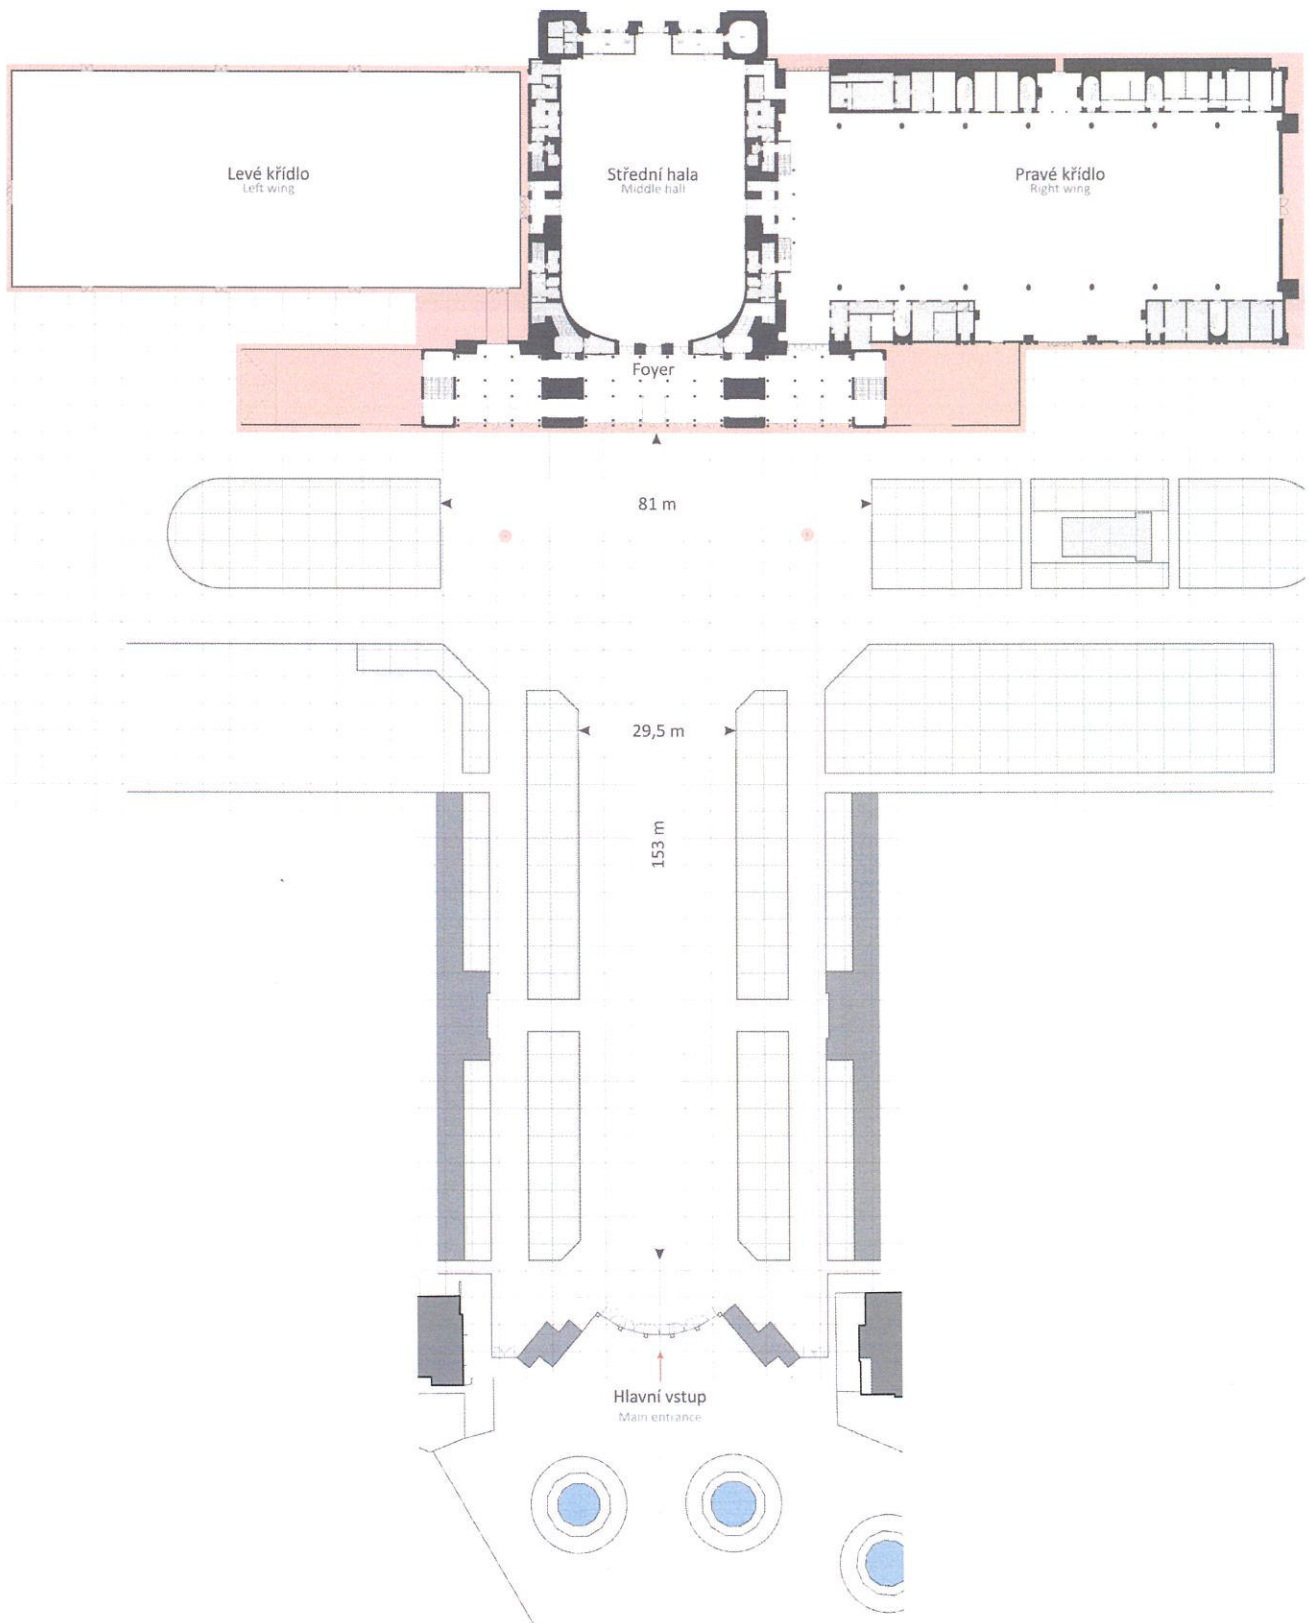 Levé křídlo
Left wing
Střední hala
Middle hall
Pravé křídlo
Right wing
Foyer
81 m
29,5 m
153 m
Hlavní vstup
Main entrance